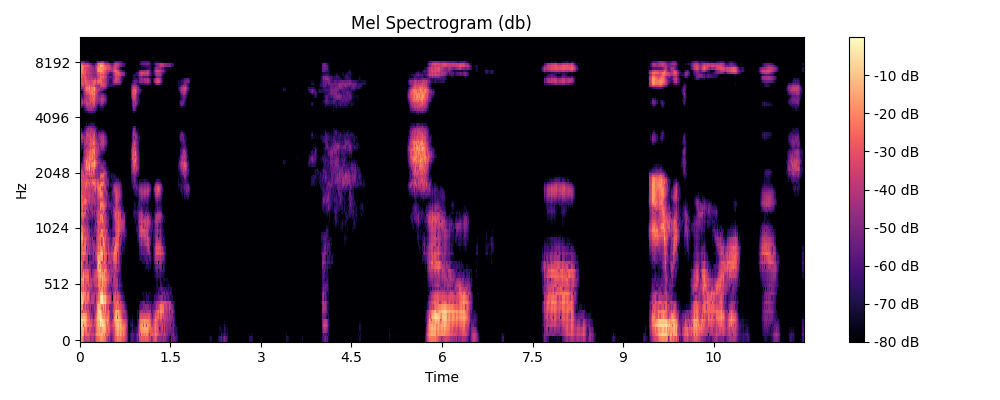 Mel Spectrogram (db)
8192
4096
2048
1024
512
0
Hz
0 1.5 3 4.5 6 7.5 9 10
Time
-10 dB
-20 dB
-30 dB
-40 dB
-50 dB
-60 dB
-70 dB
-80 dB